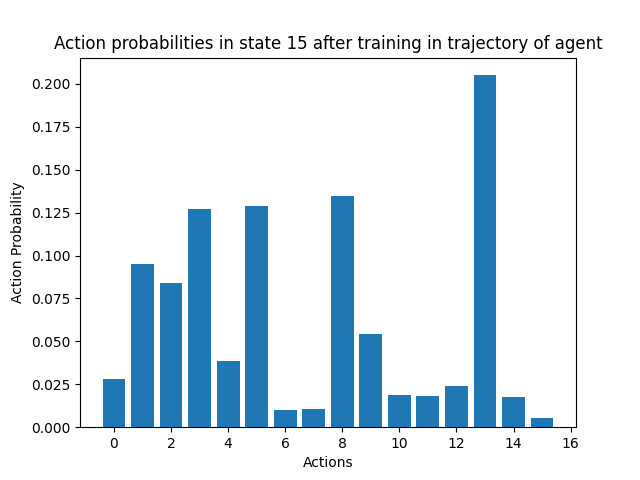 Action probabilities in state 15 after training in trajectory of agent
0.200
0.175
0.150
0.125
0.100
0.075
0.050
0.025
0.000
Action Probability
0 2 4 6 8 10 12 14 16
Actions